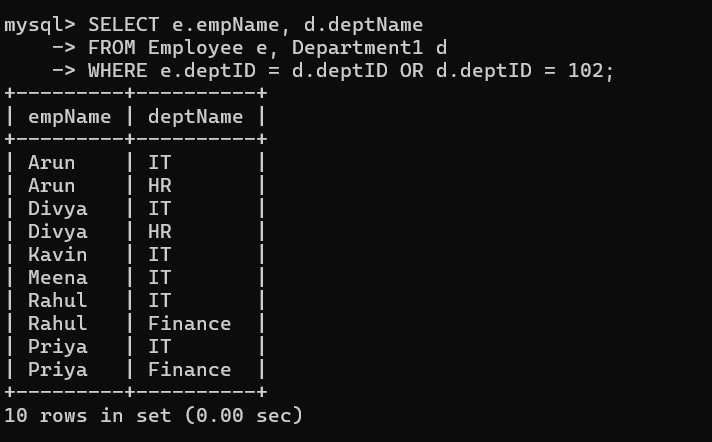 mysql> SELECT e.empName, d.deptName
    -> FROM Employee e, Department1 d
    -> WHERE e.deptID = d.deptID OR d.deptID = 102;
+---------+----------+
| empName | deptName |
+---------+----------+
| Arun    | IT       |
| Arun    | HR       |
| Divya   | IT       |
| Divya   | HR       |
| Kavin   | IT       |
| Meena   | IT       |
| Rahul   | IT       |
| Rahul   | Finance  |
| Priya   | IT       |
| Priya   | Finance  |
+---------+----------+
10 rows in set (0.00 sec)